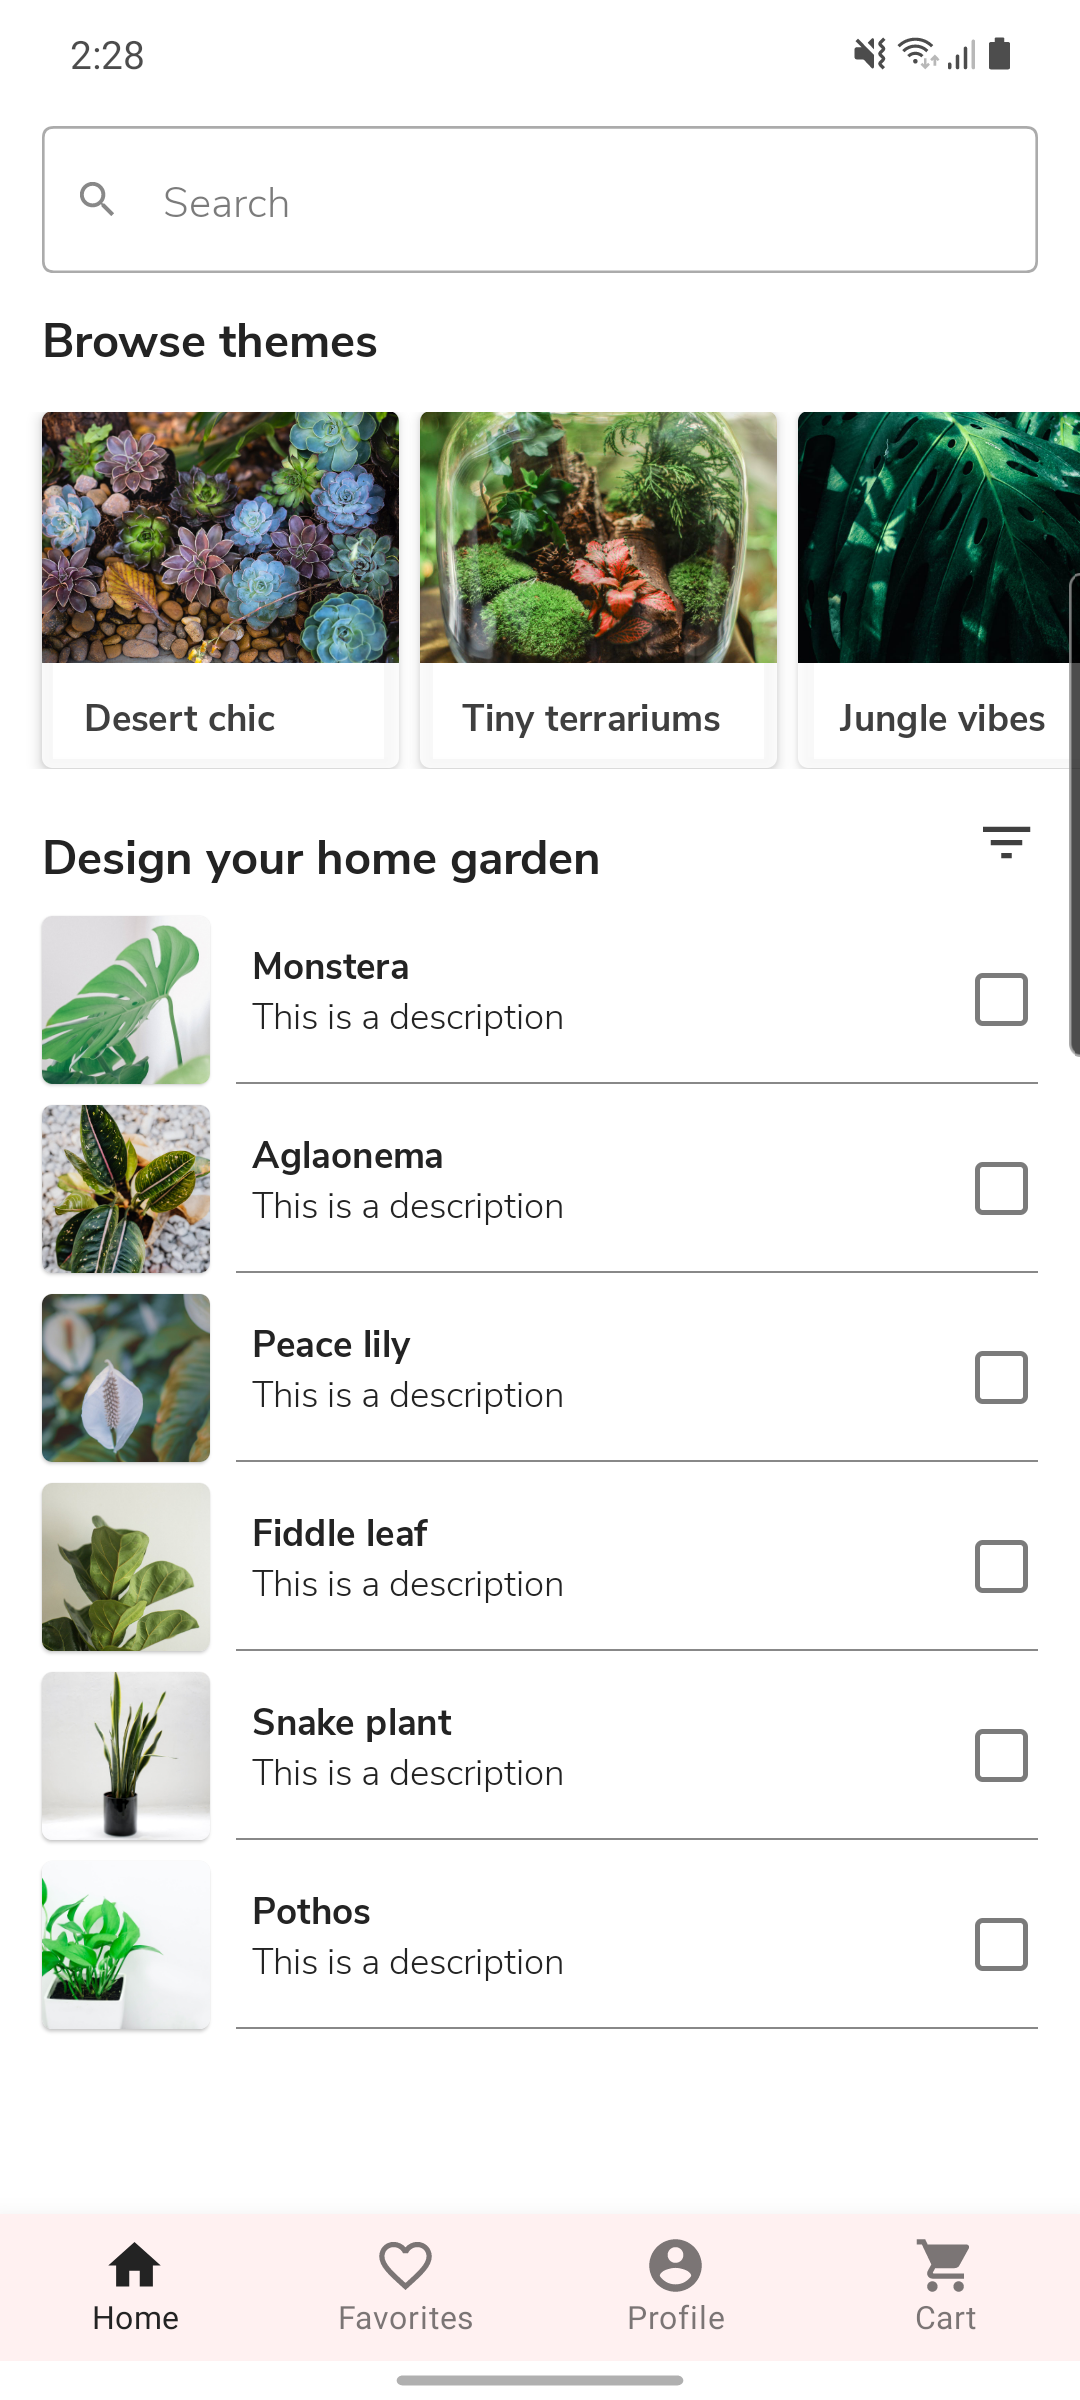 2:28
Search
Browse themes
Desert chic
Tiny terrariums
Jungle vibes
Design your home garden
Monstera
This is a description
Aglaonema
This is a description
Peace lily
This is a description
Fiddle leaf
This is a description
Snake plant
This is a description
Pothos
This is a description
Home
Favorites
Profile
Cart